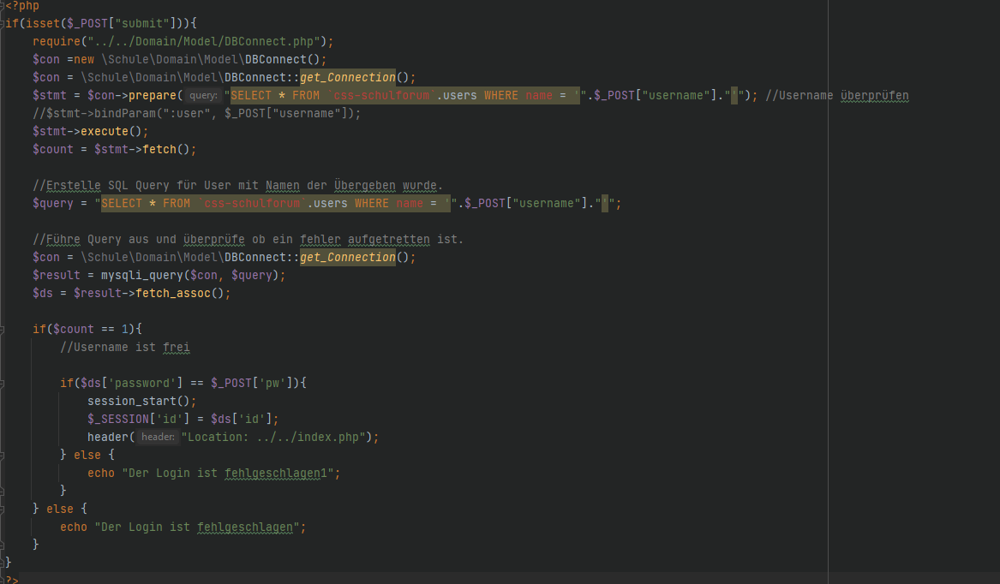 <?php
if(isset($_POST["submit"])){
    require("../../Domain/Model/DBConnect.php");
    $con =new \Schule\Domain\Model\DBConnect();
    $con = \Schule\Domain\Model\DBConnect::get_Connection();
    $stmt = $con->prepare( query: "SELECT * FROM `css-schulforum`.users WHERE name = '".$_POST["username"]."'"); //Username überprüfen
    //$stmt->bindParam(":user", $_POST["username"]);
    $stmt->execute();
    $count = $stmt->fetch();
    //Erstelle SQL Query für User mit Namen der Übergeben wurde.
    $query = "SELECT * FROM `css-schulforum`.users WHERE name = '".$_POST["username"]."'";
    //Führe Query aus und überprüfe ob ein fehler aufgetretten ist.
    $con = \Schule\Domain\Model\DBConnect::get_Connection();
    $result = mysqli_query($con, $query);
    $ds = $result->fetch_assoc();
    if($count == 1){
        //Username ist frei
        if($ds['password'] == $_POST['pw']){
            session_start();
            $_SESSION['id'] = $ds['id'];
            header( header: "Location: ../../index.php");
        } else {
            echo "Der Login ist fehlgeschlagen1";
        }
    } else {
        echo "Der Login ist fehlgeschlagen";
    }
}
?>